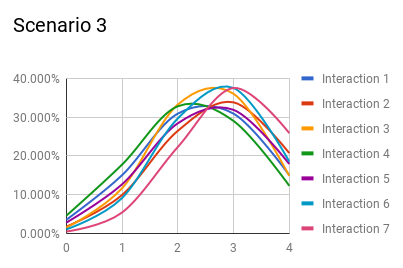 Scenario 3
40.000%
30.000%
20.000%
10.000%
0.000%
0 1 2 3 4
Interaction 1
Interaction 2
Interaction 3
Interaction 4
Interaction 5
Interaction 6
Interaction 7